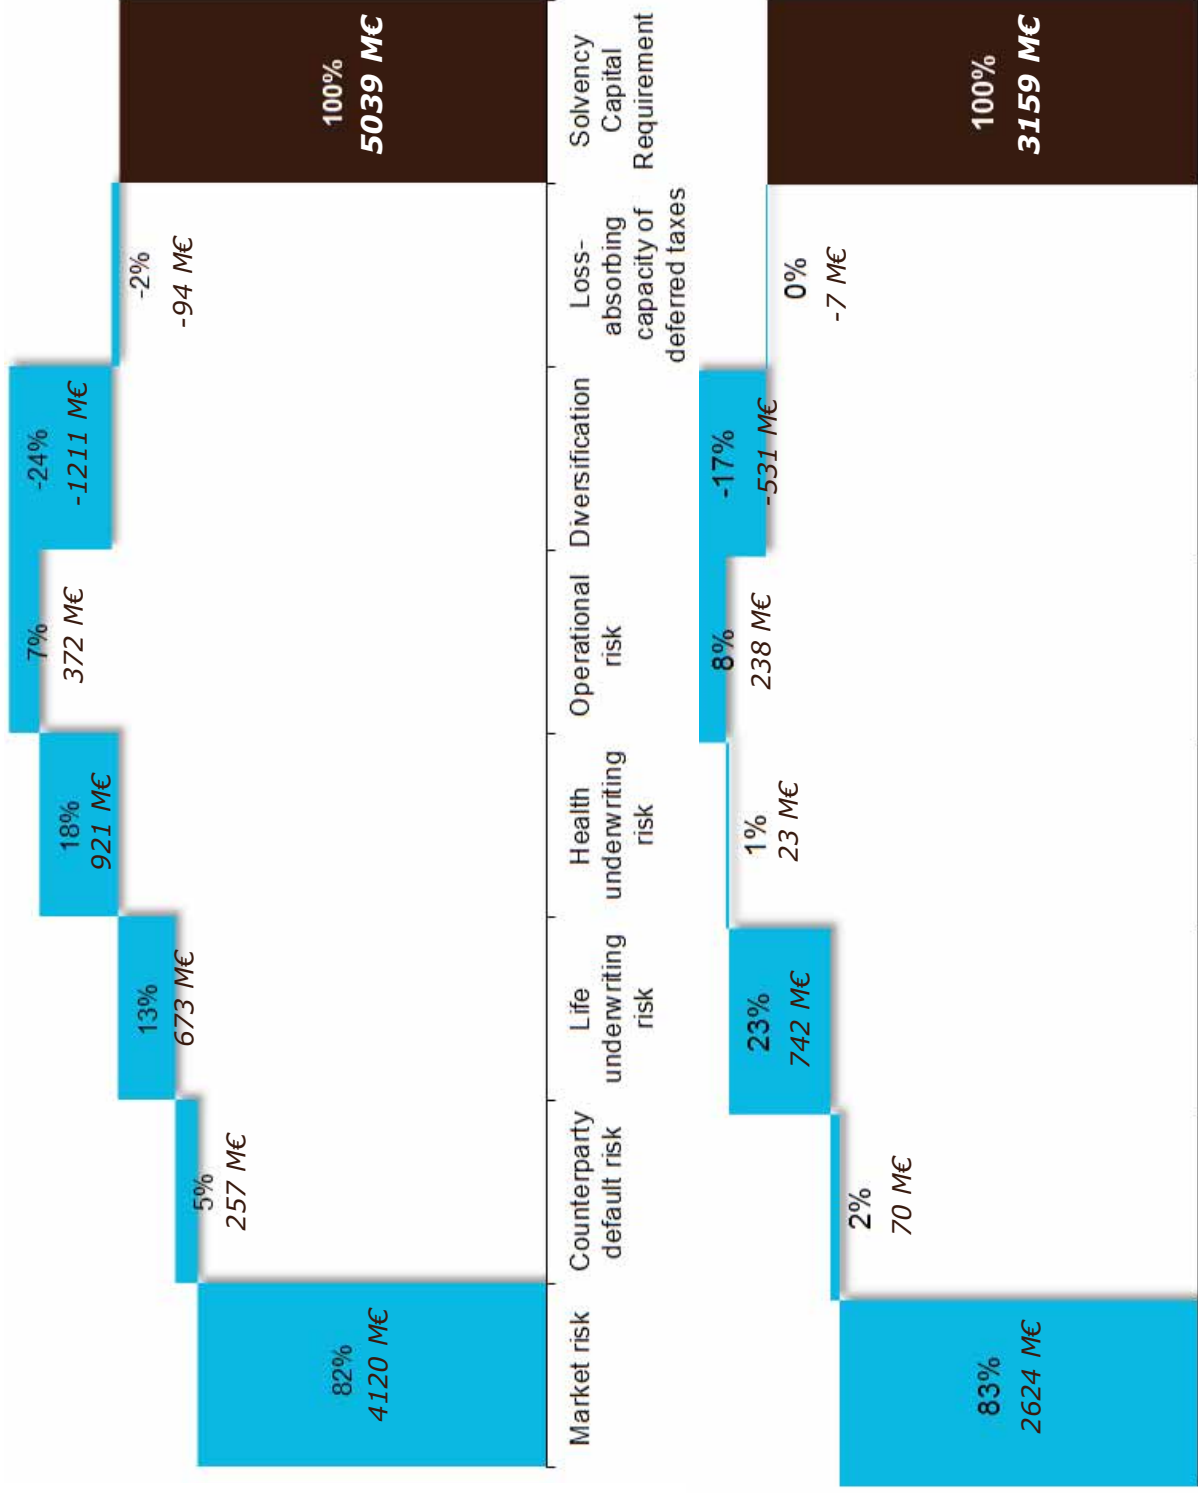 82%
4120 M€
5%
257 M€
13%
673 M€
18%
921 M€
7%
372 M€
-24%
-1211 M€
-2%
-94 M€
100%
5039 M€
Market risk
Counterparty
default risk
Life
underwriting
risk
Health
underwriting
risk
Operational
risk
Diversification
Loss-
absorbing
capacity of
deferred taxes
Solvency
Capital
Requirement
83%
2624 M€
2%
70 M€
23%
742 M€
1%
23 M€
8%
238 M€
-17%
-531 M€
0%
-7 M€
100%
3159 M€